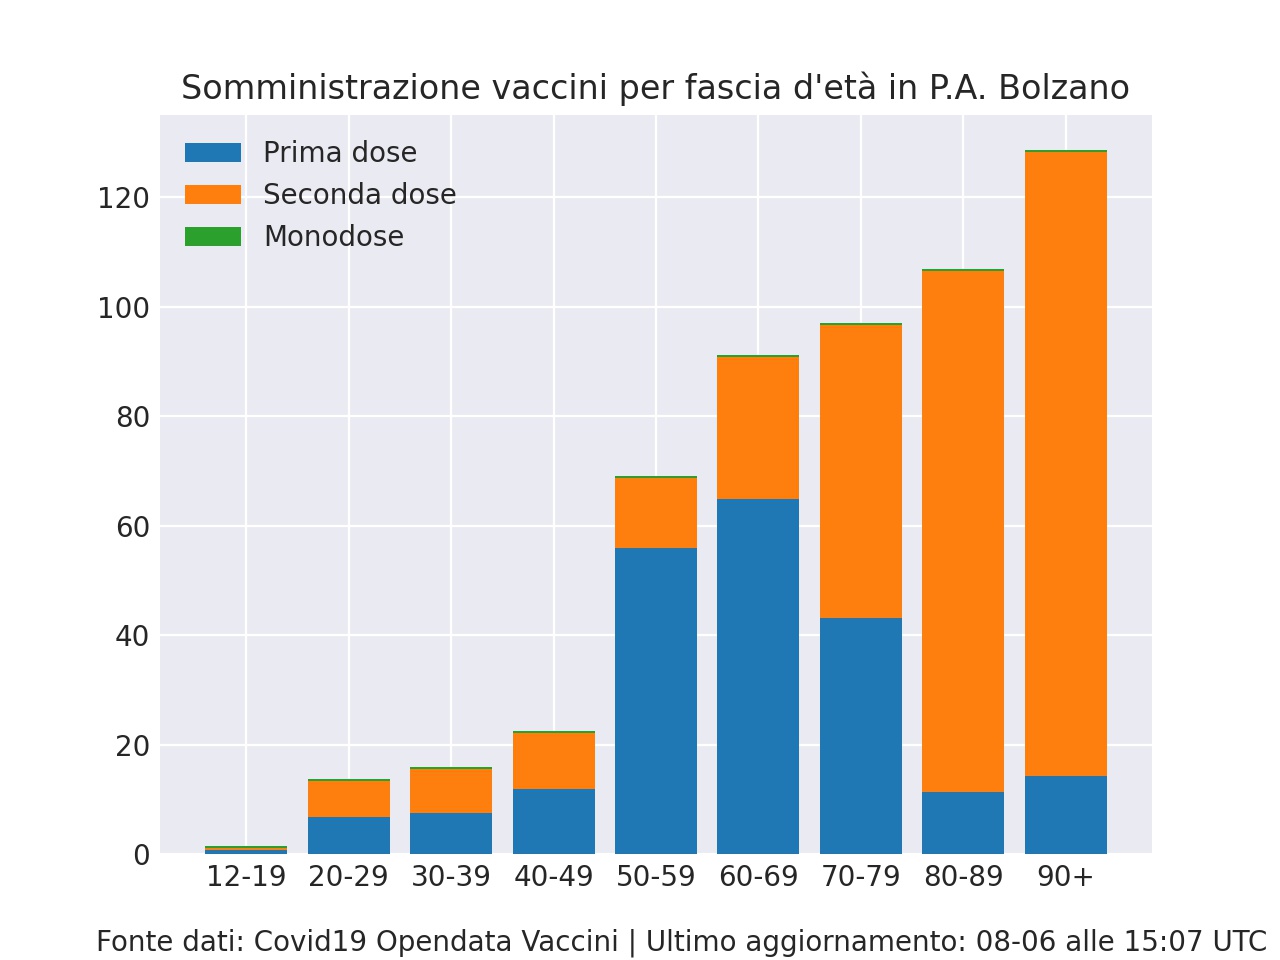 Somministrazione vaccini per fascia d'età in P.A. Bolzano
Prima dose
Seconda dose
Monodose
120
100
80
60
40
20
0
12-19 20-29 30-39 40-49 50-59 60-69 70-79 80-89 90+
Fonte dati: Covid19 Opendata Vaccini | Ultimo aggiornamento: 08-06 alle 15:07 UTC